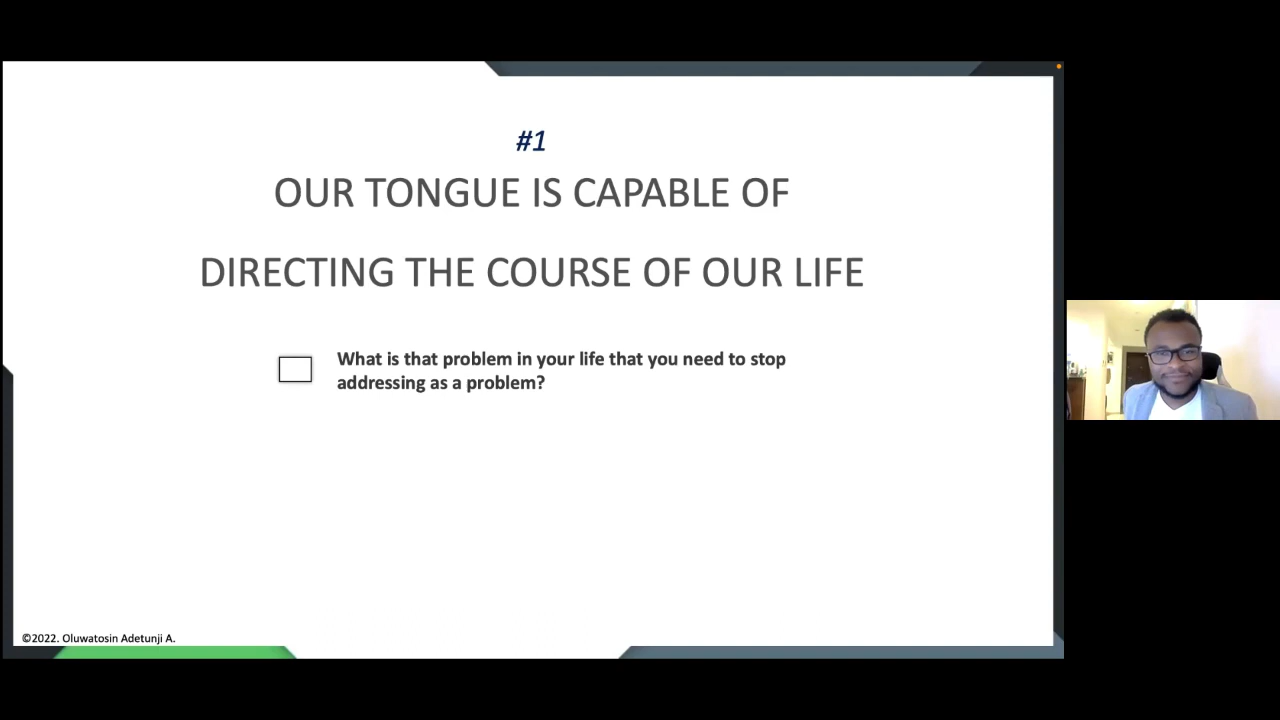 #1
OUR TONGUE IS CAPABLE OF
DIRECTING THE COURSE OF OUR LIFE
What is that problem in your life that you need to stop
addressing as a problem?
©2022. Oluwatosin Adetunji A.